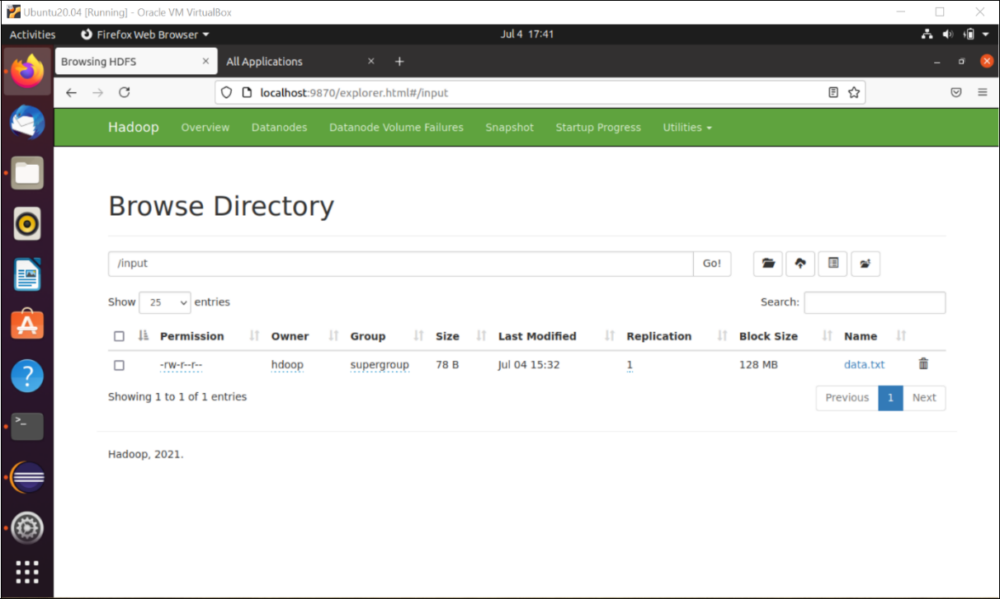 Ubuntu20.04 [Running] - Oracle VM VirtualBox
Activities Firefox Web Browser Jul 4 17:41
Browsing HDFS All Applications
localhost:9870/explorer.html#/input
Hadoop Overview Datanodes Datanode Volume Failures Snapshot Startup Progress Utilities
Browse Directory
/input Go!
Show 25 entries Search:
Permission Owner Group Size Last Modified Replication Block Size Name
-rw-r--r-- hdoop supergroup 78 B Jul 04 15:32 1 128 MB data.txt
Showing 1 to 1 of 1 entries Previous 1 Next
Hadoop, 2021.